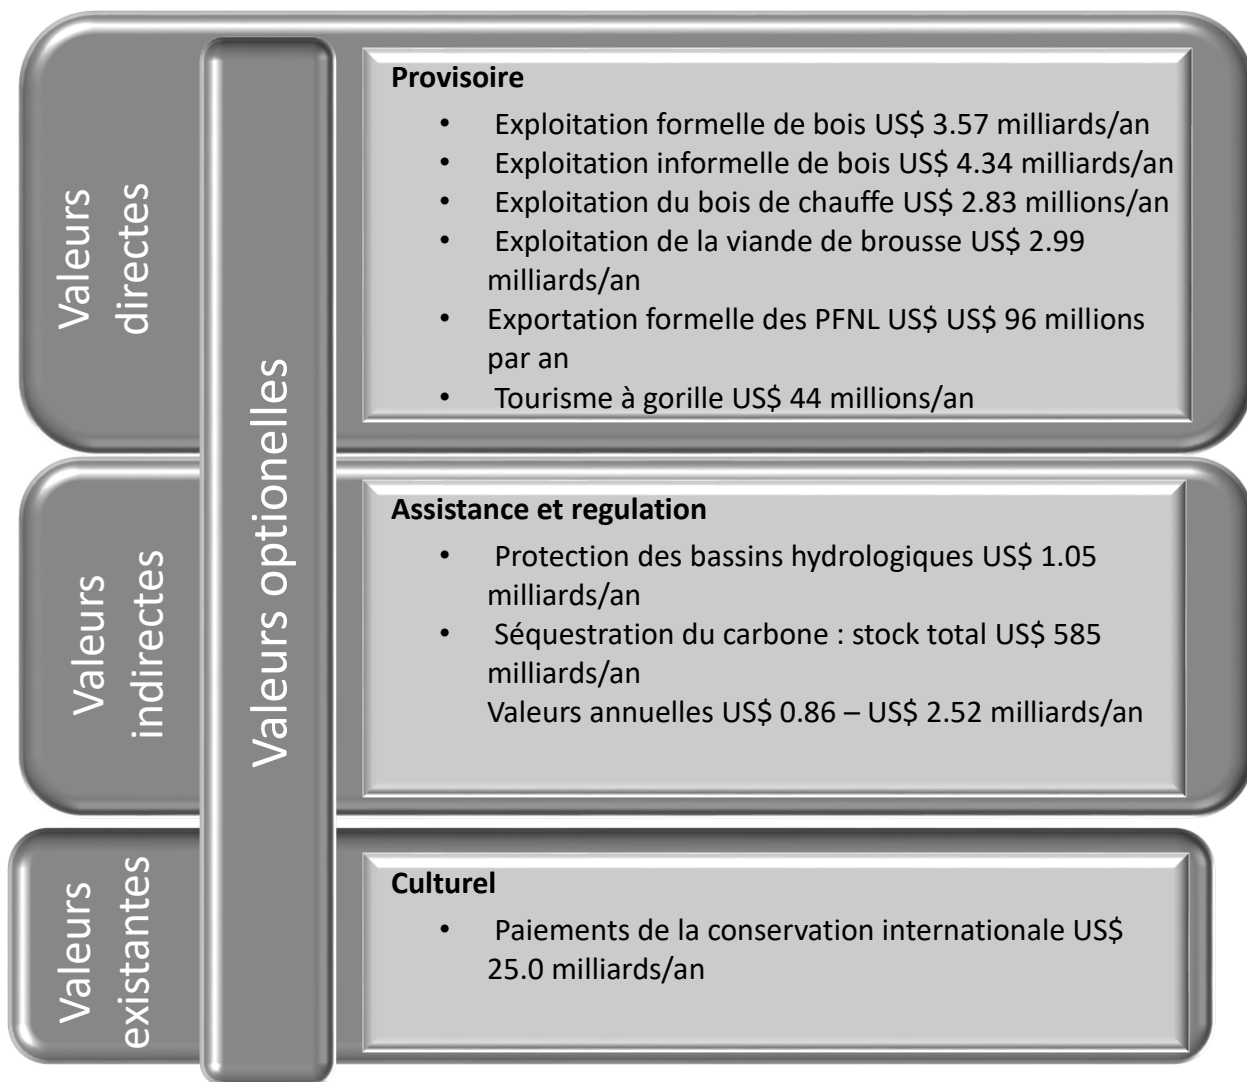 Valeurs
directes
Valeurs optionelles
Provisoire
• Exploitation formelle de bois US$ 3.57 milliards/an
• Exploitation informelle de bois US$ 4.34 milliards/an
• Exploitation du bois de chauffe US$ 2.83 millions/an
• Exploitation de la viande de brousse US$ 2.99
milliards/an
• Exportation formelle des PFNL US$ US$ 96 millions
par an
• Tourisme à gorille US$ 44 millions/an
Valeurs
indirectes
Assistance et regulation
• Protection des bassins hydrologiques US$ 1.05
milliards/an
• Séquestration du carbone : stock total US$ 585
milliards/an
Valeurs annuelles US$ 0.86 – US$ 2.52 milliards/an
Valeurs
existantes
Culturel
• Paiements de la conservation internationale US$
25.0 milliards/an